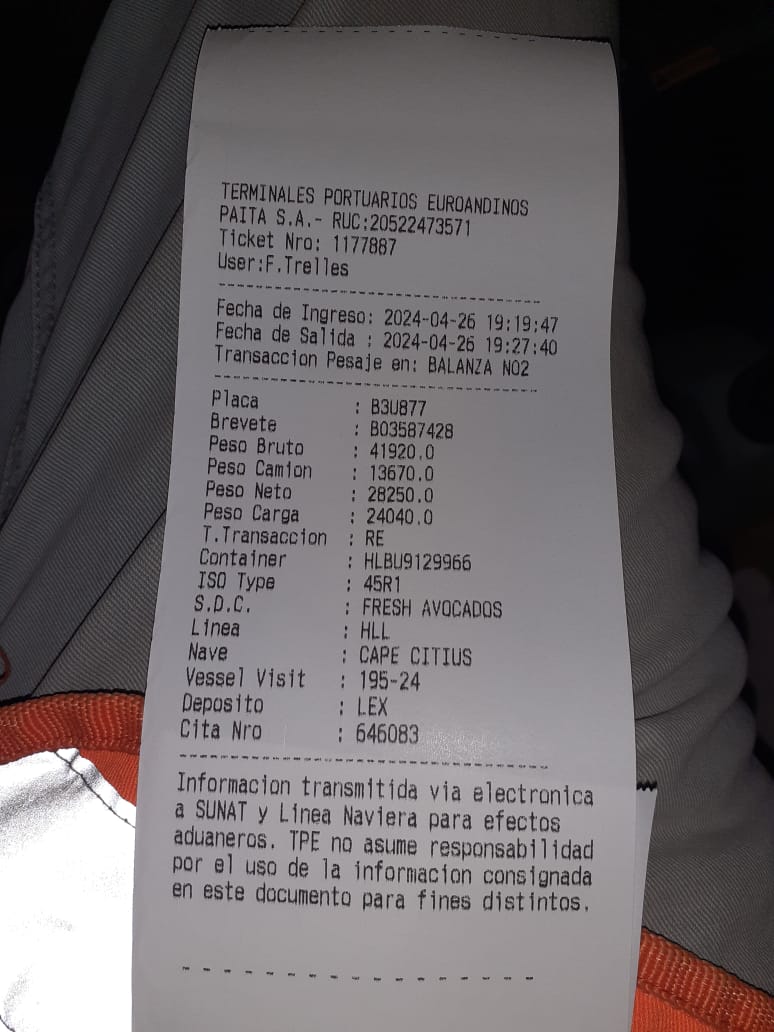 TERMINALES PORTUARIOS EUROANDINOS
PAITA S.A.- RUC:20522473571
Ticket Nro: 1177887
User:F.Trelles
Fecha de Ingreso: 2024-04-26 19:19:47
Fecha de Salida : 2024-04-26 19:27:40
Transaccion Pesaje en: BALANZA NO2
Placa : B3U877
Brevete : B03587428
Peso Bruto : 41920.0
Peso Camion : 13670.0
Peso Neto : 28250.0
Peso Carga : 24040.0
T.Transaccion : RE
Container : HLBU9129966
ISO Type : 45R1
S.D.C. : FRESH AVOCADOS
Linea : HLL
Nave : CAPE CITIUS
Vessel Visit : 195-24
Deposito : LEX
Cita Nro : 646083
Informacion transmitida via electronica
a SUNAT y Linea Naviera para efectos
aduaneros. TPE no asume responsabilidad
por el uso de la informacion consignada
en este documento para fines distintos.